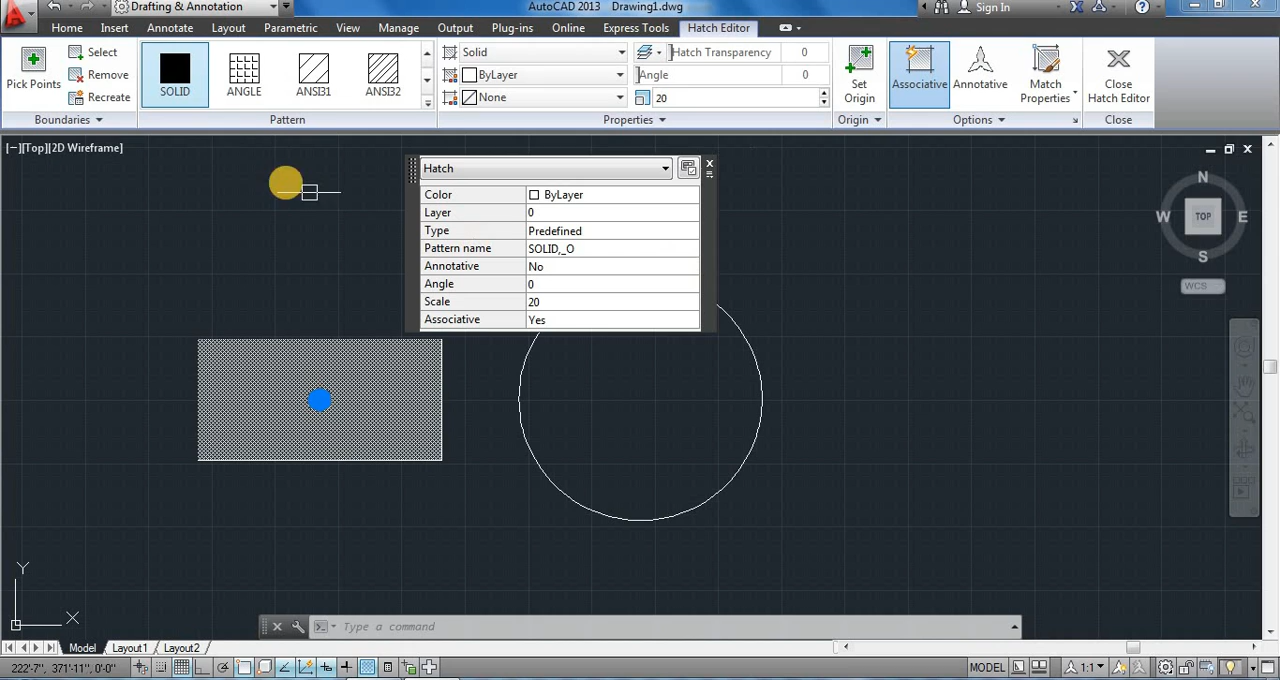 Drafting & Annotation
AutoCAD 2013 Drawing1.dwg
Sign In
Home Insert Annotate Layout Parametric View Manage Output Plug-ins Online Express Tools Hatch Editor
Pick Points
Select
Remove
Recreate
Boundaries
SOLID
ANGLE
ANSI31
ANSI32
Pattern
Solid
ByLayer
None
Hatch Transparency 0
Angle 0
20
Properties
Set
Origin
Origin
Associative
Annotative
Match
Properties
Options
Close
Hatch Editor
Close
[−][Top][2D Wireframe]
Hatch
Color ByLayer
Layer 0
Type Predefined
Pattern name SOLID,_O
Annotative No
Angle 0
Scale 20
Associative Yes
N
W TOP E
S
WCS
Y
X
Type a command
Model Layout1 Layout2
222'-7", 371'-11", 0'-0"
MODEL
1:1